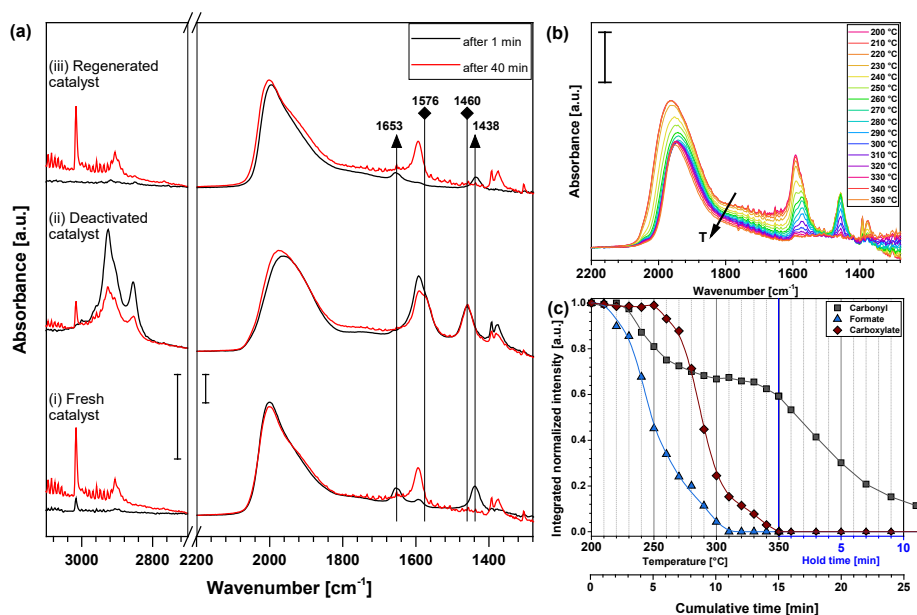 (a)
after 1 min
after 40 min
(iii) Regenerated
catalyst
1653
1576
1460
1438
(ii) Deactivated
catalyst
(i) Fresh
catalyst
Absorbance [a.u.]
3000
2800
2200
2000
1800
1600
1400
Wavenumber [cm-1]
(b)
200 °C
210 °C
220 °C
230 °C
240 °C
250 °C
260 °C
270 °C
280 °C
290 °C
300 °C
310 °C
320 °C
330 °C
340 °C
350 °C
T
Absorbance [a.u.]
2200
2000
1800
1600
1400
Wavenumber [cm-1]
(c)
Carbonyl
Formate
Carboxylate
Integrated normalized intensity [a.u.]
1.0
0.8
0.6
0.4
0.2
0.0
200
250
300
350
5
10
Temperature [°C]
Hold time [min]
0
5
10
15
20
25
Cumulative time [min]